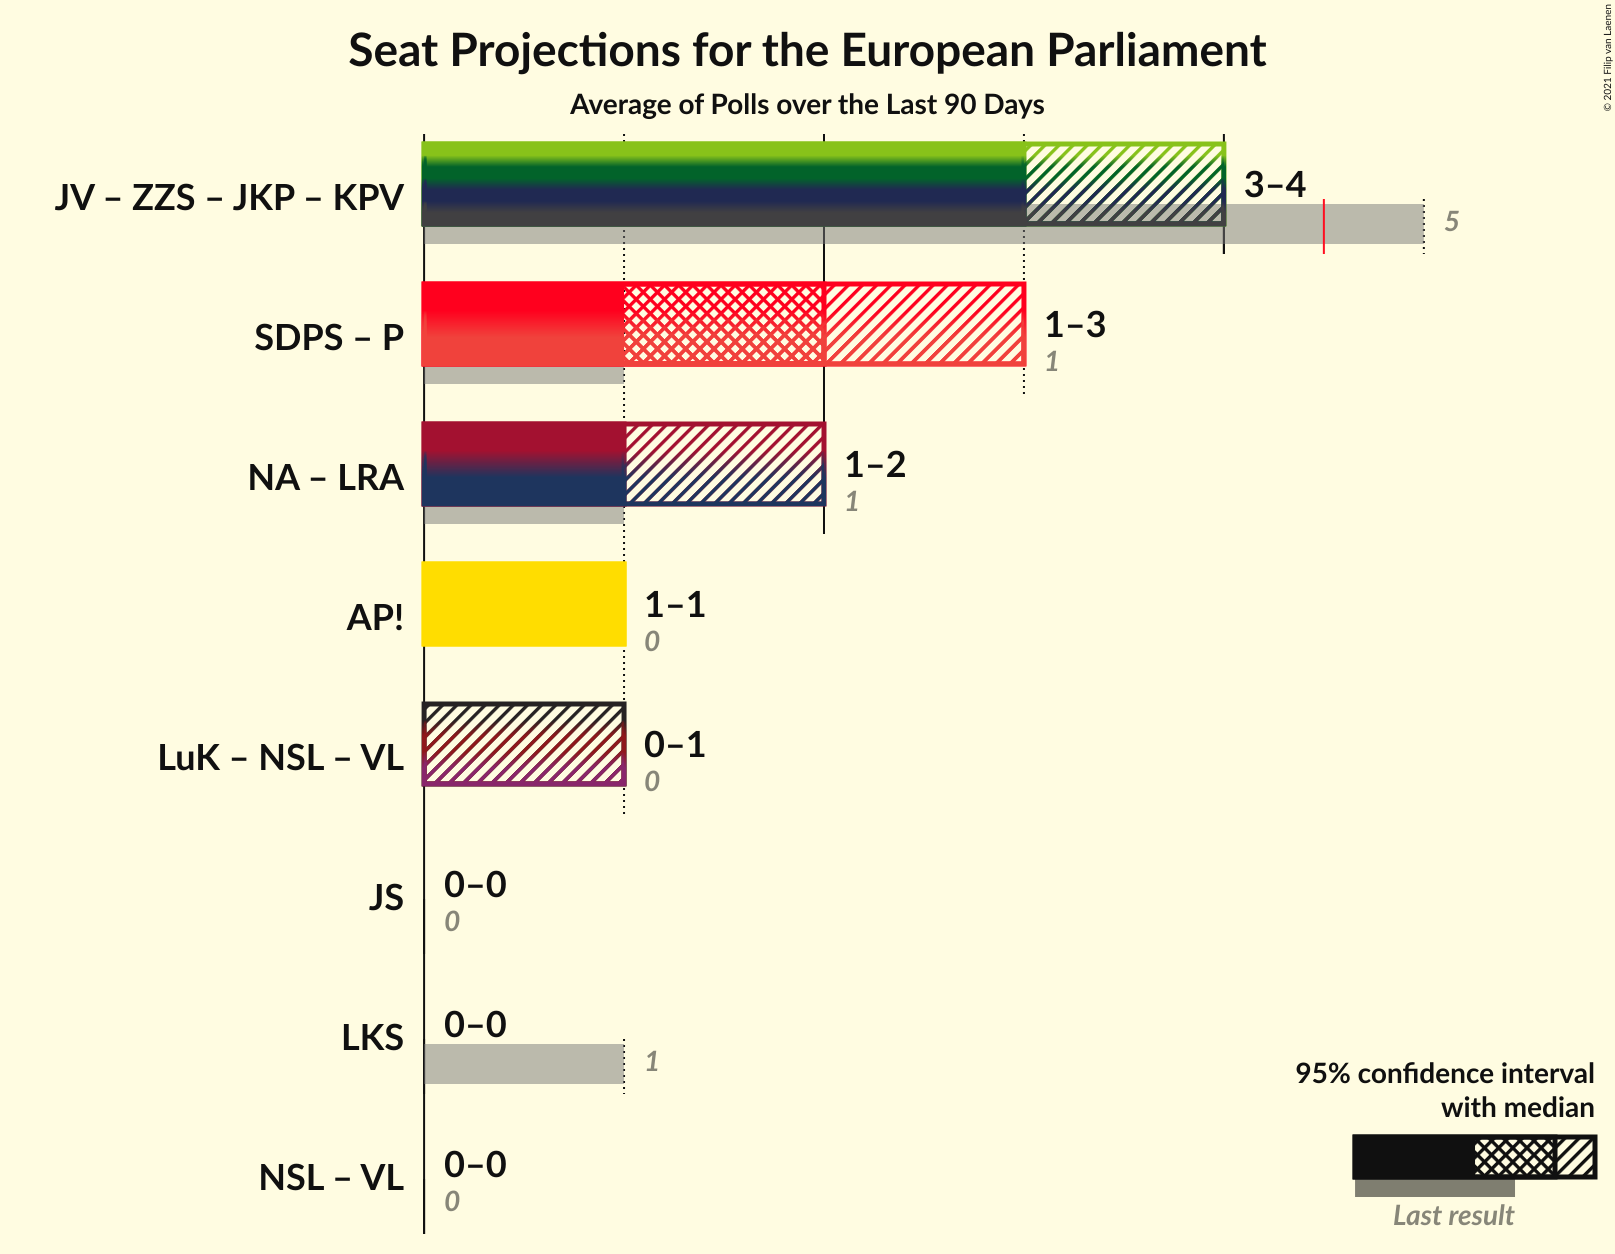 Seat Projections for the European Parliament
Average of Polls over the Last 90 Days
© 2021 Filip van Laenen
JV – ZZS – JKP – KPV
3–4
5
SDPS – P
1–3
1
NA – LRA
1–2
1
AP!
1–1
0
LuK – NSL – VL
0–1
0
JS
0–0
0
LKS
0–0
1
NSL – VL
0–0
0
95% confidence interval
with median
Last result